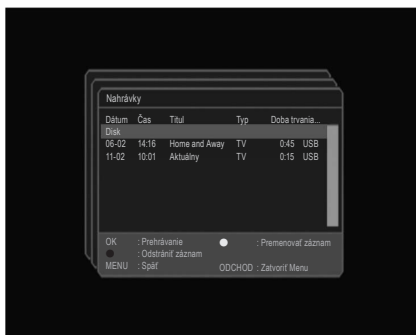 Nahrávky
Dátum Čas Titul Typ Doba trvania...
Disk
06-02 14:16 Home and Away TV 0:45 USB
11-02 10:01 Aktuálny TV 0:15 USB
OK : Prehrávanie : Premenovať záznam
: Odstrániť záznam
MENU : Späť ODCHOD : Zatvoriť Menu